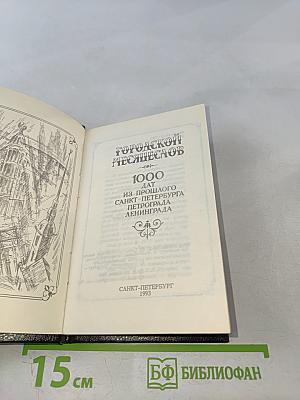 ГОРОДСКОЙ
МЕСЯЦЕСЛОВ
1000
ДАТ
ИЗ ПРОШЛОГО
САНКТ-ПЕТЕРБУРГА
ПЕТРОГРАДА
ЛЕНИНГРАДА
САНКТ-ПЕТЕРБУРГ
1993
15 см
БФ БИБЛИОФАН